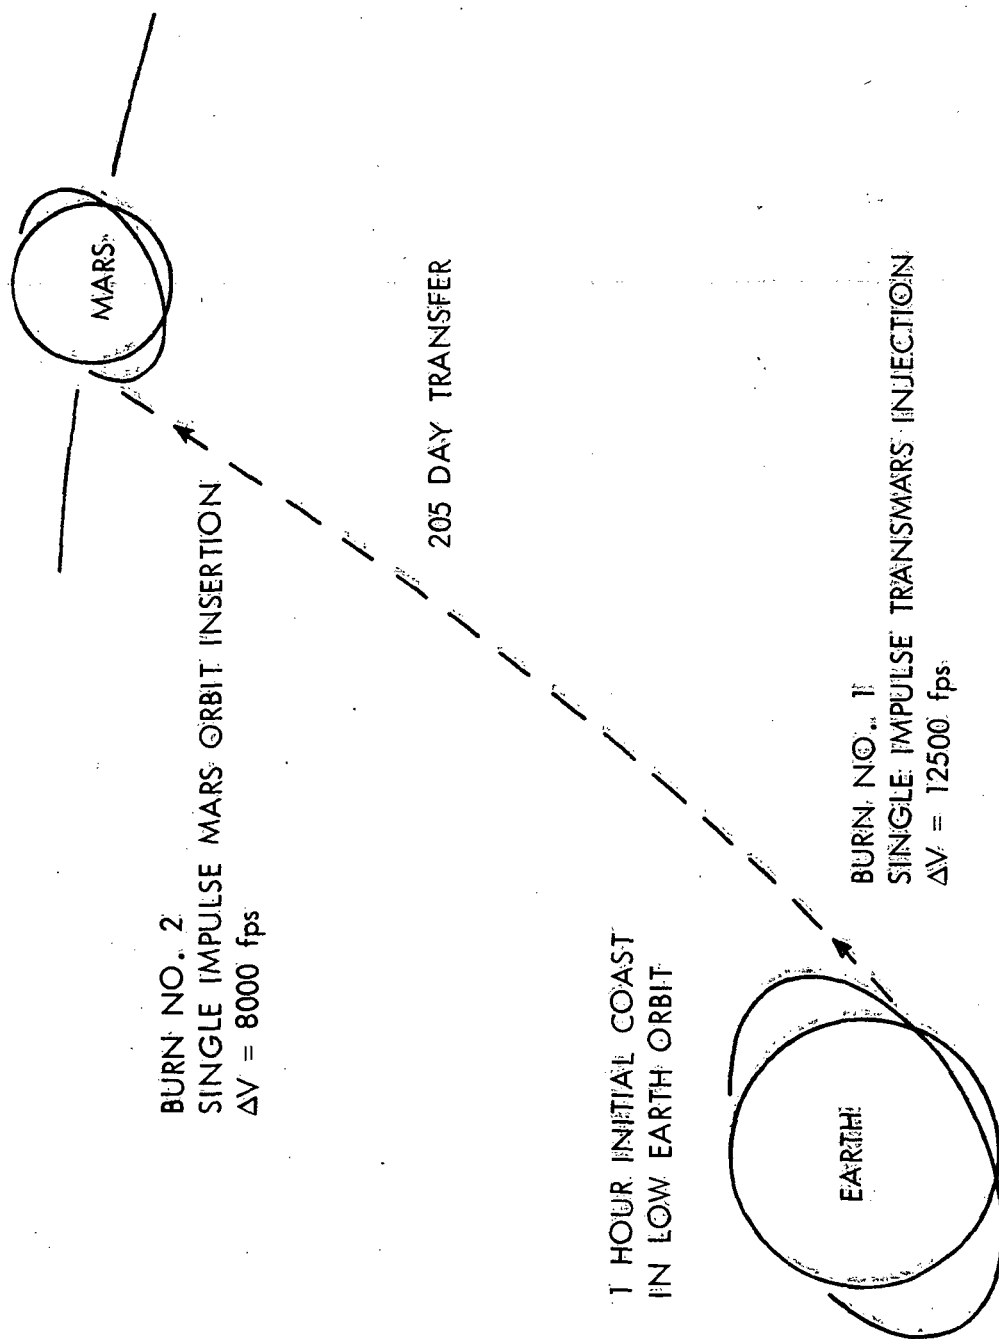 MARS
BURN NO. 2
SINGLE IMPULSE MARS ORBIT INSERTION
ΔV = 8000 fps
205 DAY TRANSFER
1 HOUR INITIAL COAST
IN LOW EARTH ORBIT
EARTH
BURN NO. 1
SINGLE IMPULSE TRANSMARS INJECTION
ΔV = 12500 fps